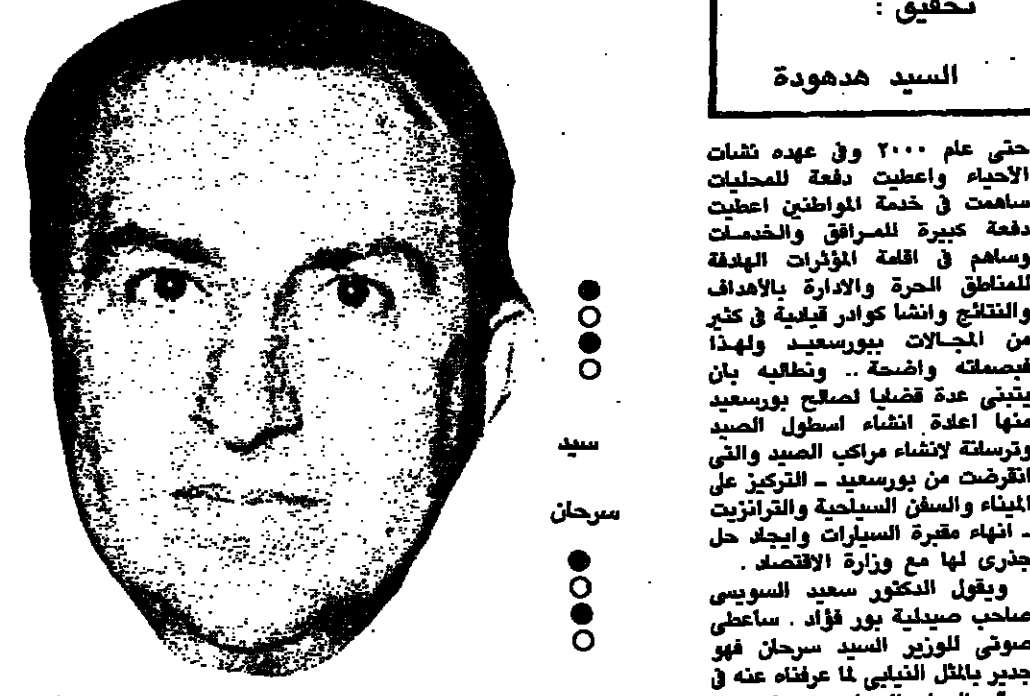 تحقيق :
السيد هدهودة
حتى عام ٢٠٠٠ وفى عهده نشات
الأحياء واعطيت دفعة للمحليات
ساهمت فى خدمة المواطنين اعطيت
دفعة كبيرة للمرافق والخدمات
وساهم فى اقامة المؤثرات الهادفة
للمناطق الحرة والادارة بالأهداف
والنتائج وانشا كوادر قيادية فى كثير
من المجالات ببورسعيد ولهذا
فبصماته واضحة .. ونطالبه بان
يتبنى عدة قضايا لصالح بورسعيد
منها اعادة انشاء اسطول الصيد
وترسانة لانشاء مراكب الصيد والتى
انقرضت من بورسعيد ــ التركيز على
الميناء والسفن السياحية والترانزيت
ـ انهاء مقبرة السيارات وايجاد حل
جذرى لها مع وزارة الاقتصاد .
ويقول الدكتور سعيد السويسى
صاحب صيدلية بور فؤاد . ساعطى
صوتى للوزير السيد سرحان فهو
جدير بالمثل النيابى لما عرفناه عنه فى
سيد
سرحان